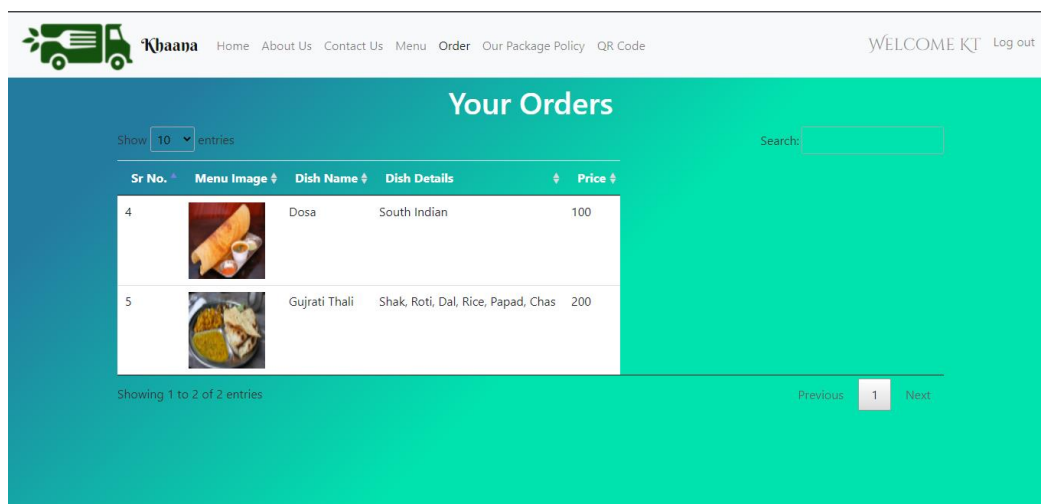 Khaana Home About Us Contact Us Menu Order Our Package Policy QR Code WELCOME KT Log out
Your Orders
Show 10 entries Search:
Sr No. Menu Image Dish Name Dish Details Price
4 Dosa South Indian 100
5 Gujrati Thali Shak, Roti, Dal, Rice, Papad, Chas 200
Showing 1 to 2 of 2 entries Previous 1 Next